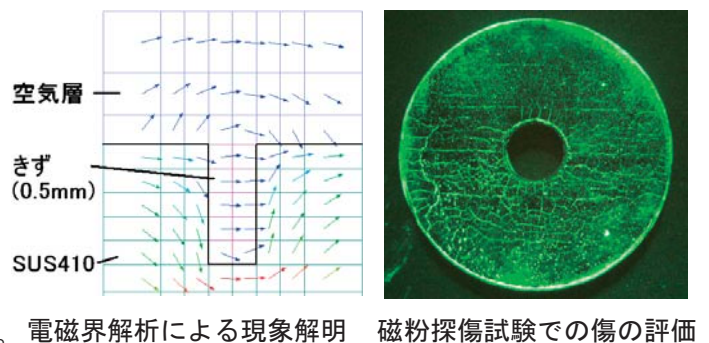 空気層
きず
(0.5mm)
SUS410
。電磁界解析による現象解明
磁粉探傷試験での傷の評価